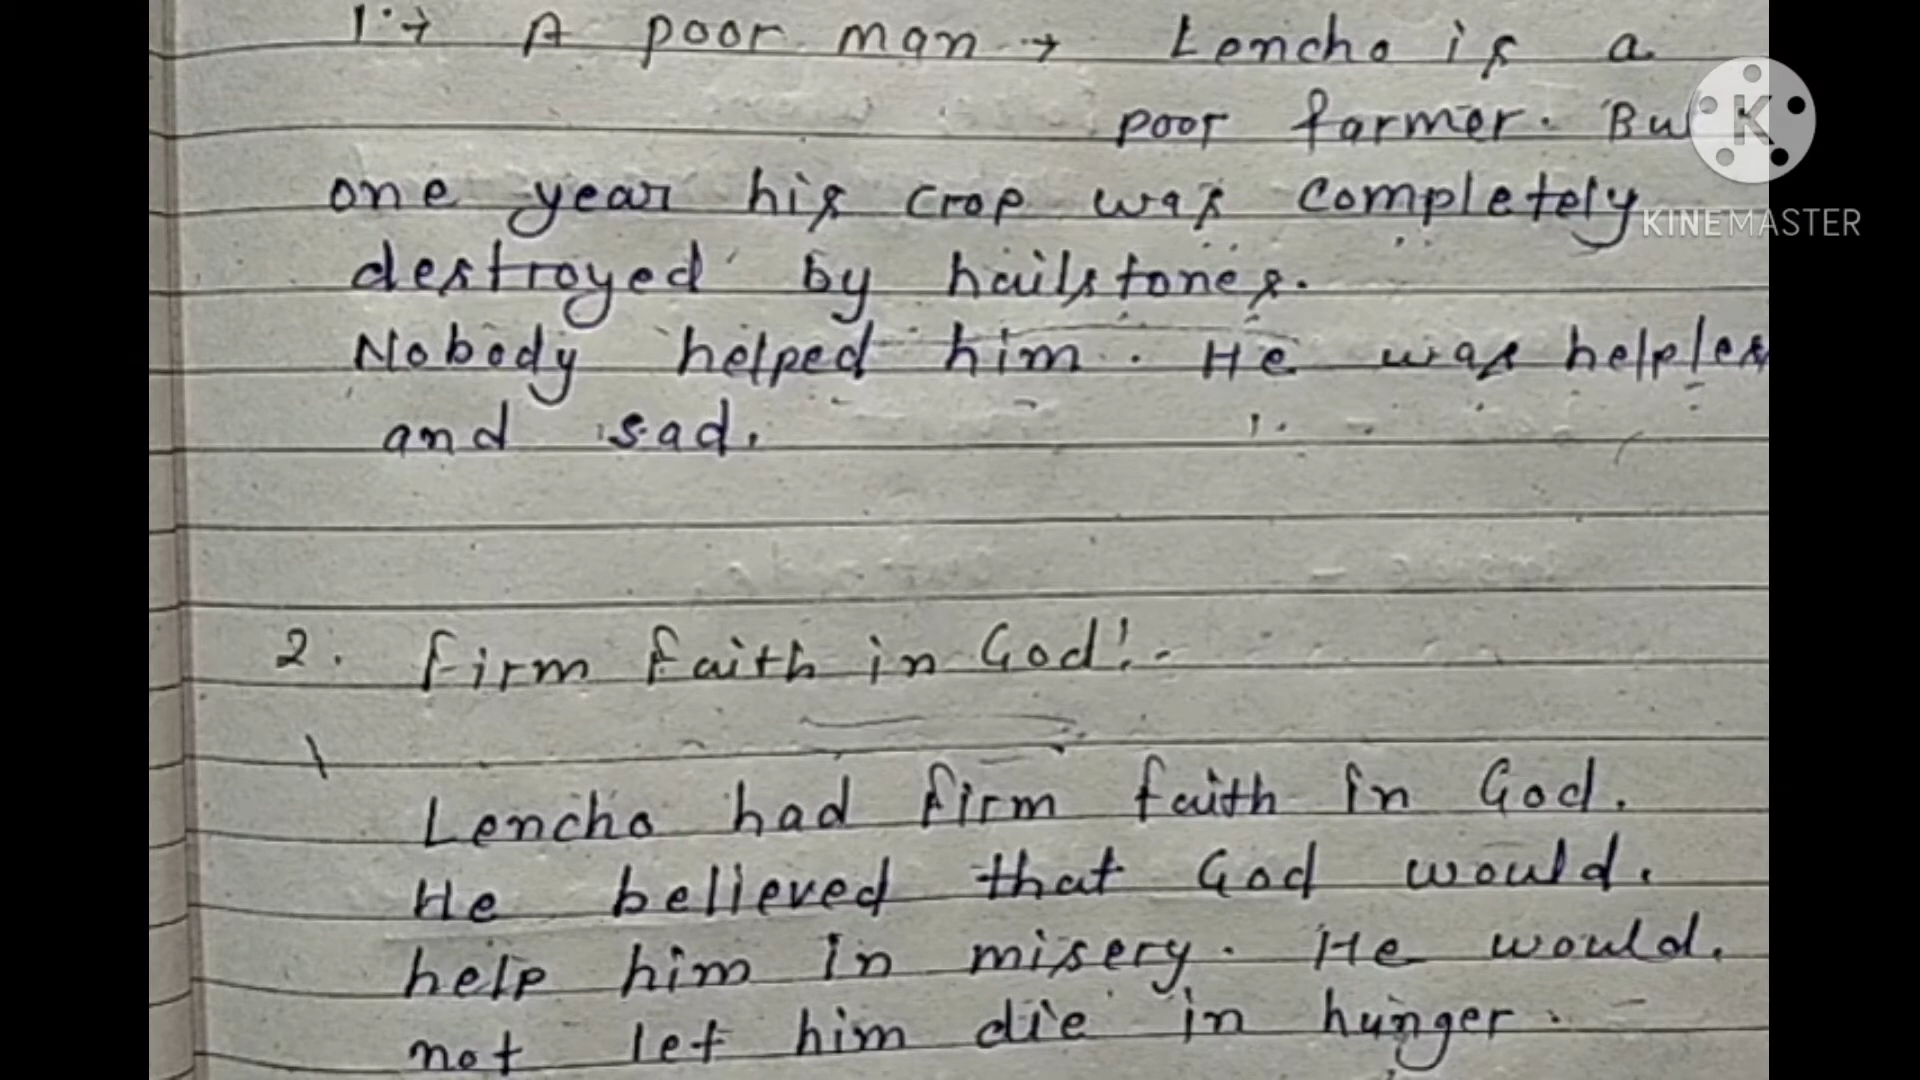 1:→ A poor man → Lencho is a
poor farmer. Bu
one year his crop was completely
destroyed by hailstones.
Nobody helped him. He was helples
and sad.
2. Firm faith in God:-
Lencho had firm faith in God.
He believed that God would.
help him in misery. He would.
not let him die in hunger.
K
KINEMASTER